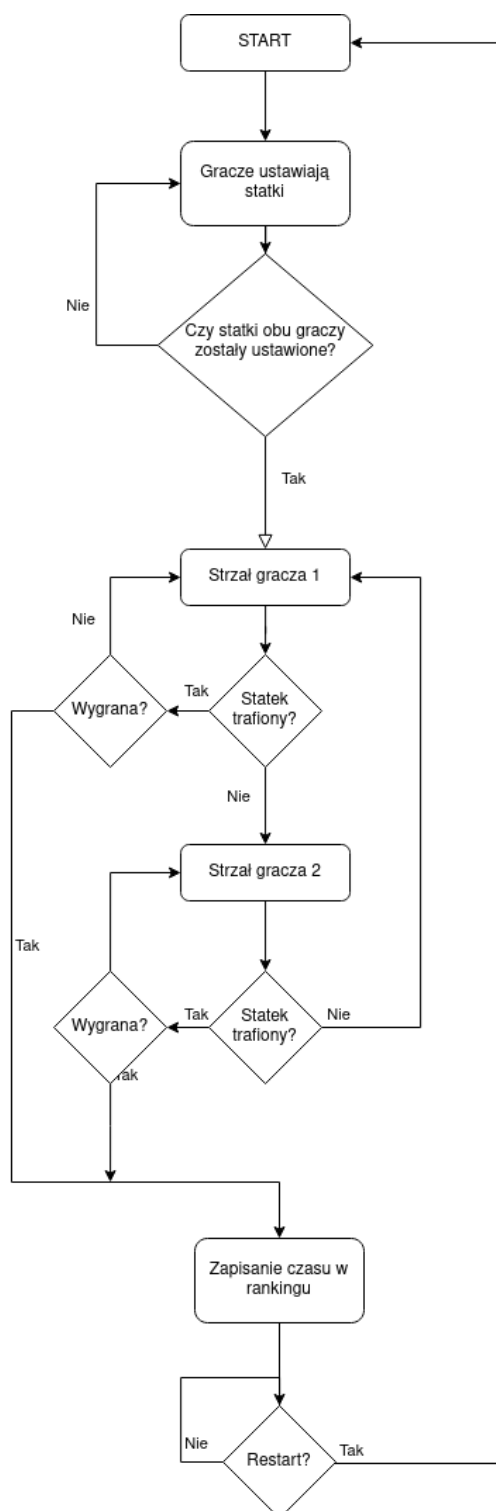 START
Gracze ustawiają
statki
Nie
Czy statki obu graczy
zostały ustawione?
Tak
Strzał gracza 1
Nie
Wygrana?
Tak
Statek
trafiony?
Nie
Strzał gracza 2
Tak
Wygrana?
Tak
Statek
trafiony?
Nie
Tak
Zapisanie czasu w
rankingu
Nie
Restart?
Tak